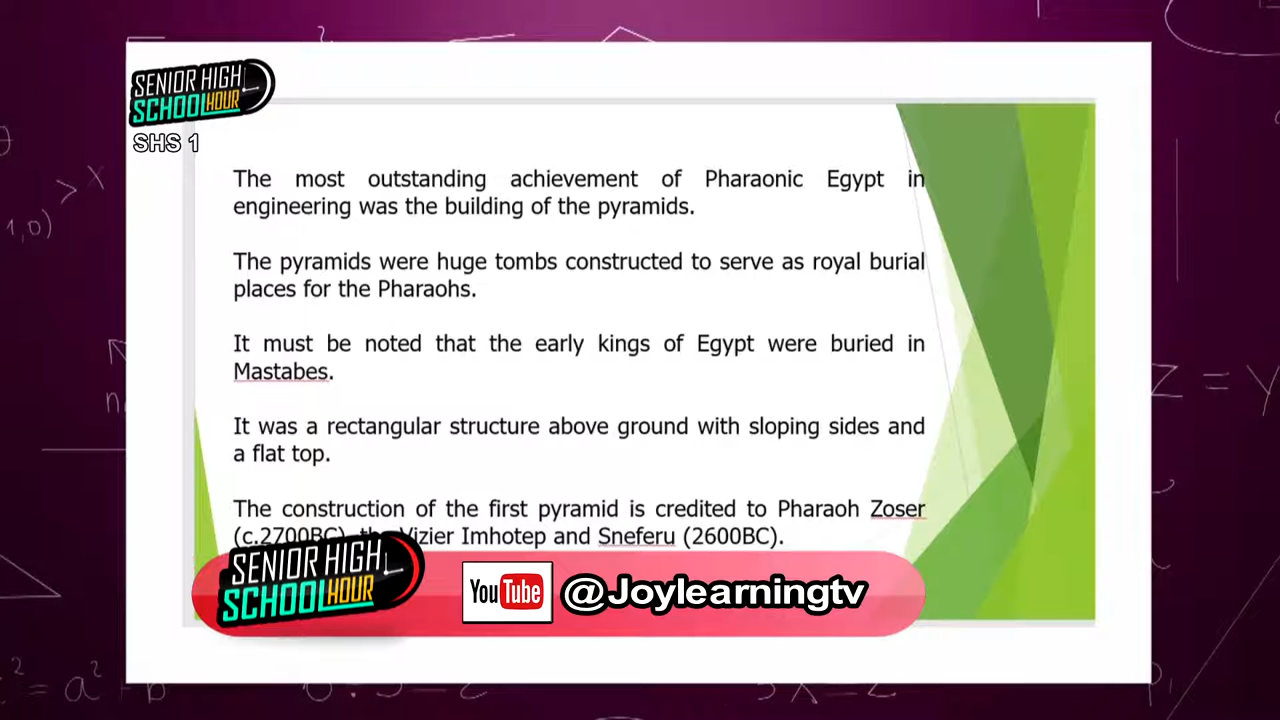 SENIOR HIGH
SCHOOL HOUR
SHS 1
The most outstanding achievement of Pharaonic Egypt in
engineering was the building of the pyramids.
The pyramids were huge tombs constructed to serve as royal burial
places for the Pharaohs.
It must be noted that the early kings of Egypt were buried in
Mastabes.
It was a rectangular structure above ground with sloping sides and
a flat top.
The construction of the first pyramid is credited to Pharaoh Zoser
(c.2700BC), the Vizier Imhotep and Sneferu (2600BC).
SENIOR HIGH
SCHOOL HOUR
YouTube @Joylearningtv